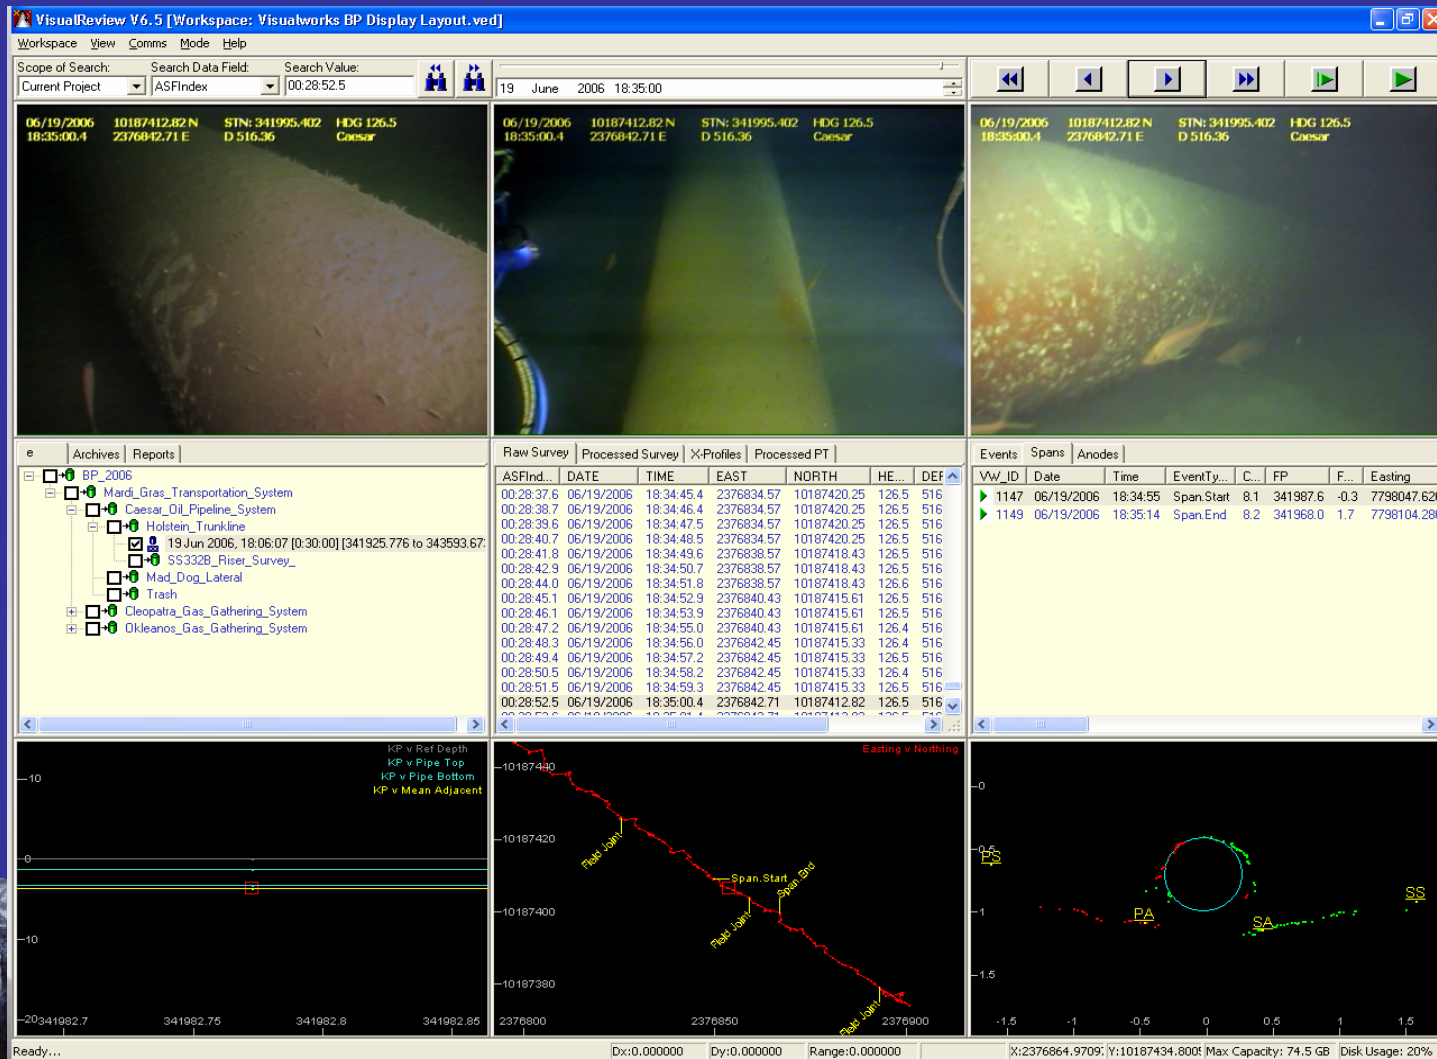 VisualReview V6.5 [Workspace: Visualworks BP Display Layout.ved]
Workspace View Comms Mode Help
Scope of Search: Search Data Field: Search Value:
Current Project ASFIndex 00:28:52.5
19 June 2006 18:35:00
06/19/2006 10187412.82 N STN: 341995.402 HDG 126.5
18:35:00.4 2376842.71 E D 516.36 Caesar
06/19/2006 10187412.82 N STN: 341995.402 HDG 126.5
18:35:00.4 2376842.71 E D 516.36 Caesar
06/19/2006 10187412.82 N STN: 341995.402 HDG 126.5
18:35:00.4 2376842.71 E D 516.36 Caesar
10
e Archives Reports
BP_2006
Mardi_Gras_Transportation_System
Caesar_Oil_Pipeline_System
Holstein_Trunkline
19 Jun 2006, 18:06:07 [0:30:00] [341925.776 to 343593.67
SS332B_Riser_Survey_
Mad_Dog_Lateral
Trash
Cleopatra_Gas_Gathering_System
Okleanos_Gas_Gathering_System
Raw Survey Processed Survey X-Profiles Processed PT
ASFInd... DATE TIME EAST NORTH HE... DEF
00:28:37.6 06/19/2006 18:34:45.4 2376834.57 10187420.25 126.5 516
00:28:38.7 06/19/2006 18:34:46.4 2376834.57 10187420.25 126.5 516
00:28:39.6 06/19/2006 18:34:47.5 2376834.57 10187420.25 126.5 516
00:28:40.7 06/19/2006 18:34:48.5 2376834.57 10187420.25 126.5 516
00:28:41.8 06/19/2006 18:34:49.6 2376838.57 10187418.43 126.5 516
00:28:42.9 06/19/2006 18:34:50.7 2376838.57 10187418.43 126.5 516
00:28:44.0 06/19/2006 18:34:51.8 2376838.57 10187418.43 126.6 516
00:28:45.1 06/19/2006 18:34:52.9 2376840.43 10187415.61 126.5 516
00:28:46.1 06/19/2006 18:34:53.9 2376840.43 10187415.61 126.5 516
00:28:47.2 06/19/2006 18:34:55.0 2376840.43 10187415.61 126.4 516
00:28:48.3 06/19/2006 18:34:56.0 2376842.45 10187415.33 126.4 516
00:28:49.4 06/19/2006 18:34:57.2 2376842.45 10187415.33 126.5 516
00:28:50.5 06/19/2006 18:34:58.2 2376842.45 10187415.33 126.4 516
00:28:51.5 06/19/2006 18:34:59.3 2376842.45 10187415.33 126.5 516
00:28:52.5 06/19/2006 18:35:00.4 2376842.71 10187412.82 126.5 516
Events Spans Anodes
VW_ID Date Time EventTy... C... FP F... Easting
1147 06/19/2006 18:34:55 Span.Start 8.1 341987.6 -0.3 7798047.626
1149 06/19/2006 18:35:14 Span.End 8.2 341968.0 1.7 7798104.286
KP v Ref Depth
KP v Pipe Top
KP v Pipe Bottom
KP v Mean Adjacent
-10
0
-10
-20
341982.7 341982.75 341982.8 341982.85
Easting v Northing
10187440
10187420
10187400
10187380
Field Joint
Span.Start
Span.End
Field Joint
Field Joint
2376800 2376850 2376900
-0
-0.5
-1
-1.5
PS
PA
SA
SS
-1.5 -1 -0.5 0 0.5 1 1.5
Ready... Dx:0.000000 Dy:0.000000 Range:0.000000 X:2376864.9709 Y:10187434.800 Max Capacity: 74.5 GB Disk Usage: 20%